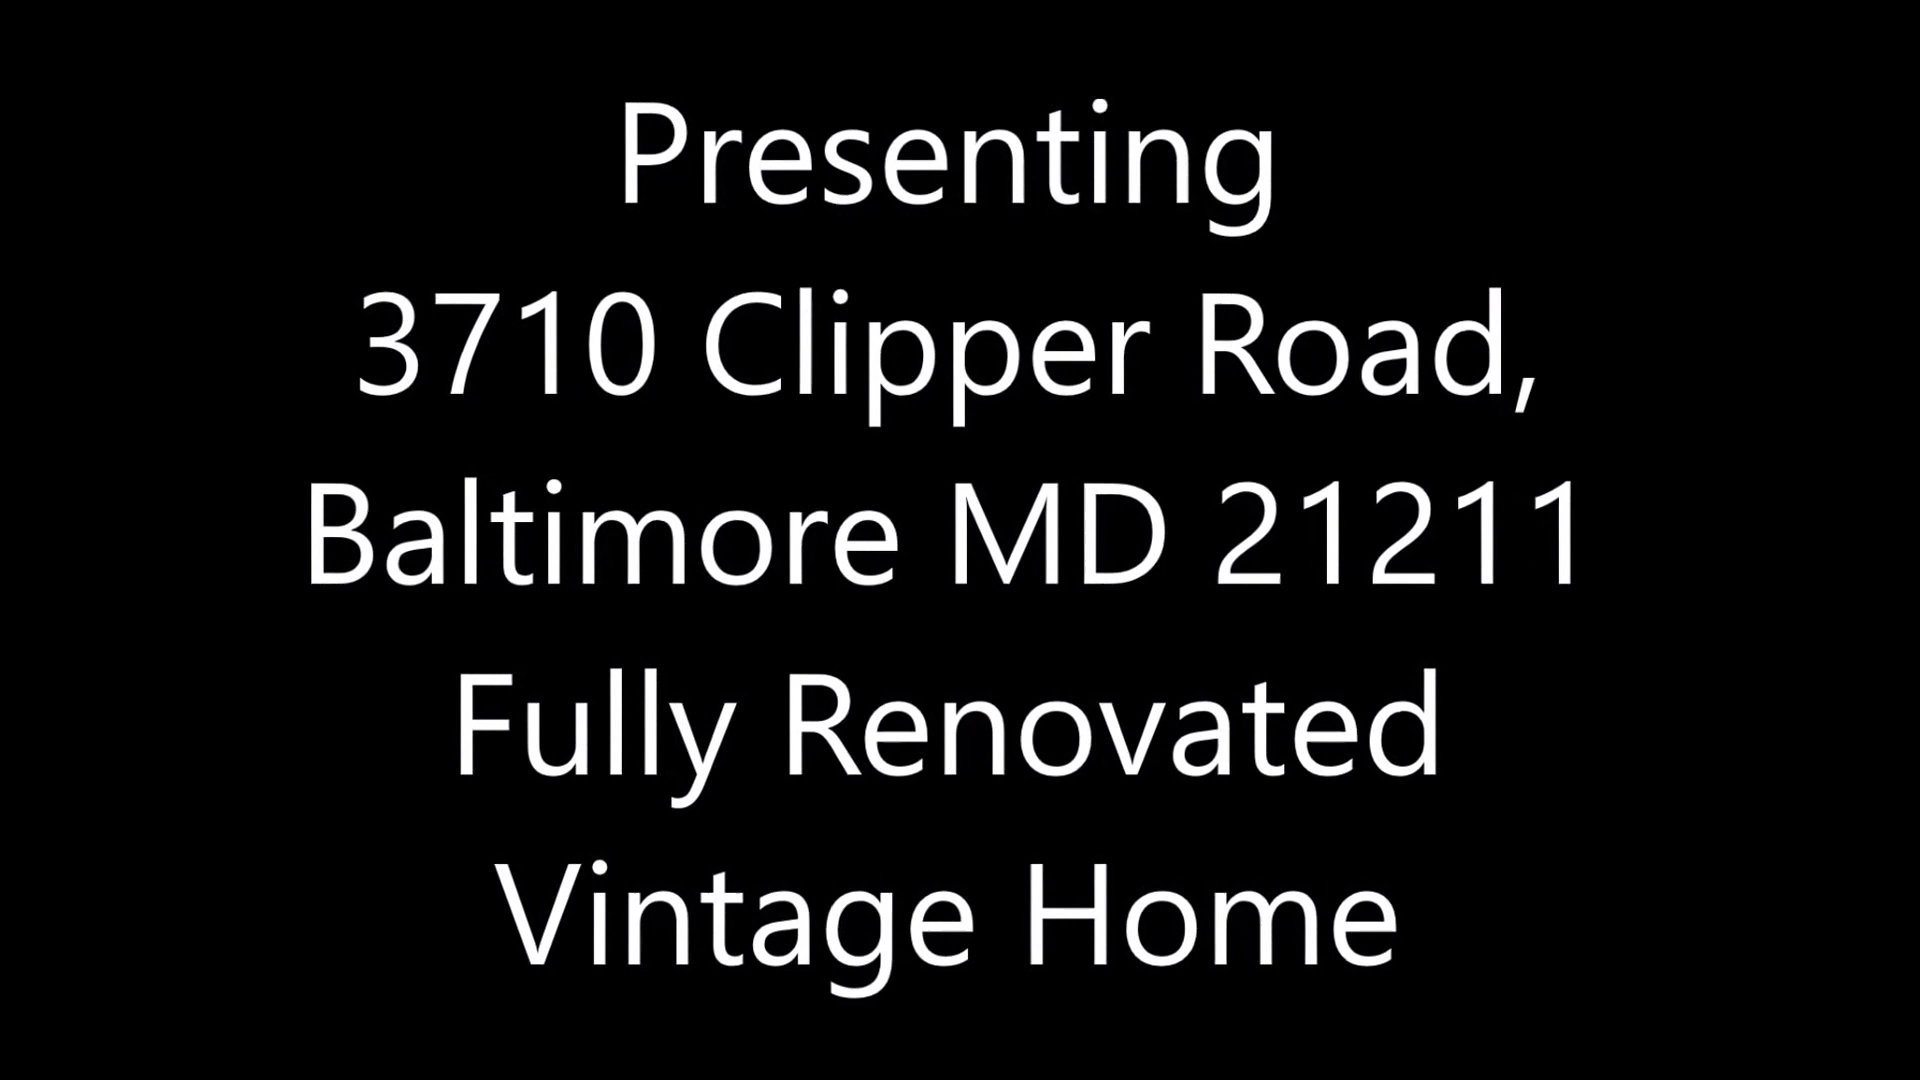 Presenting
3710 Clipper Road,
Baltimore MD 21211
Fully Renovated
Vintage Home